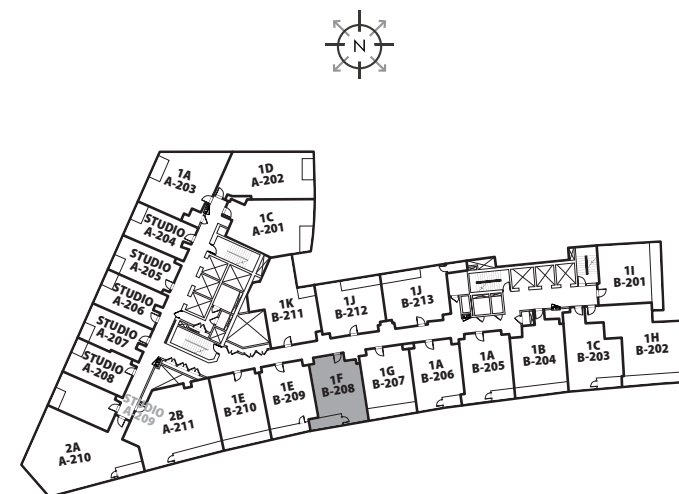 N
1D
A-202
1A
A-203
1C
A-201
STUDIO
A-204
STUDIO
A-205
STUDIO
A-206
STUDIO
A-207
STUDIO
A-208
STUDIO
A-209
2A
A-210
2B
A-211
1K
B-211
1J
B-212
1J
B-213
1I
B-201
1E
B-210
1E
B-209
1F
B-208
1G
B-207
1A
B-206
1A
B-205
1B
B-204
1C
B-203
1H
B-202